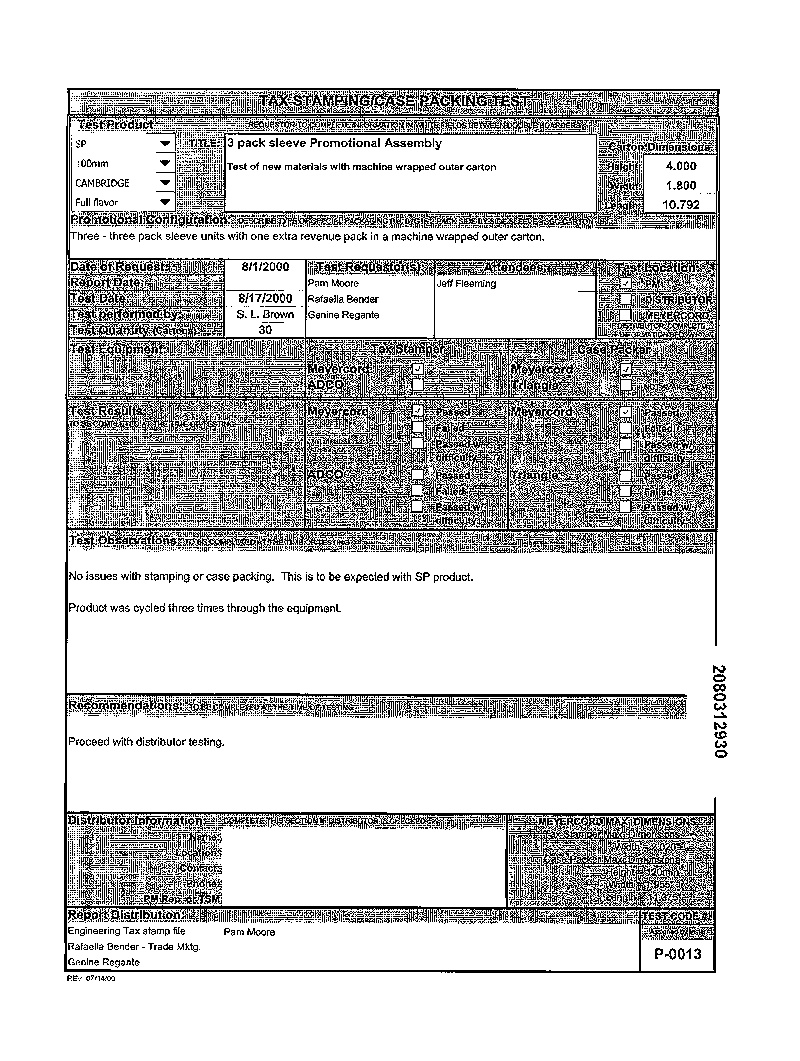 TAX STAMPING/CASE PACKING TEST
Test Product
SP
TITLE: 3 pack sleeve Promotional Assembly
Carton Dimensions
100mm
Test of new materials with machine wrapped outer carton
Height 4.000
CAMBRIDGE
Width 1.800
Full flavor
Length 10.792
Promotional Configuration:
Three - three pack sleeve units with one extra revenue pack in a machine wrapped outer carton.
Date of Request: 8/1/2000 Test Requestor(s) Attendees Test Location
Report Date: Pam Moore Jeff Fleeming PM
Test Date: 8/17/2000 Rafaella Bender DISTRIBUTOR
Test performed by: S. L. Brown Genine Regante MEYERCORD
Test Quantity (Cartons): 30
Test Equipment: Tax Stamper Case Packer
Meyercord Meyercord
ADCO Triangle
Test Results: Meyercord Passed Meyercord Passed
Failed Failed
Passed w/ Passed w/
difficulty difficulty
ADCO Passed Triangle Passed
Failed Failed
Passed w/ Passed w/
difficulty difficulty
Test Observations:
No issues with stamping or case packing. This is to be expected with SP product.
Product was cycled three times through the equipment.
Recommendations:
Proceed with distributor testing.
Distributor Information: COMPLETE THIS SECTION IF DISTRIBUTOR IS CHECKED MEYERCORD MAX DIMENSIONS
Name
Contact
PM Rep. or TSM
Report Distribution: TEST CODE #
Engineering Tax stamp file Pam Moore
Rafaella Bender - Trade Mktg.
Genine Regante
P-0013
REV 07/14/00
2080312930